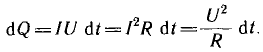 dQ = IU dt = I²R dt = U²/R dt.